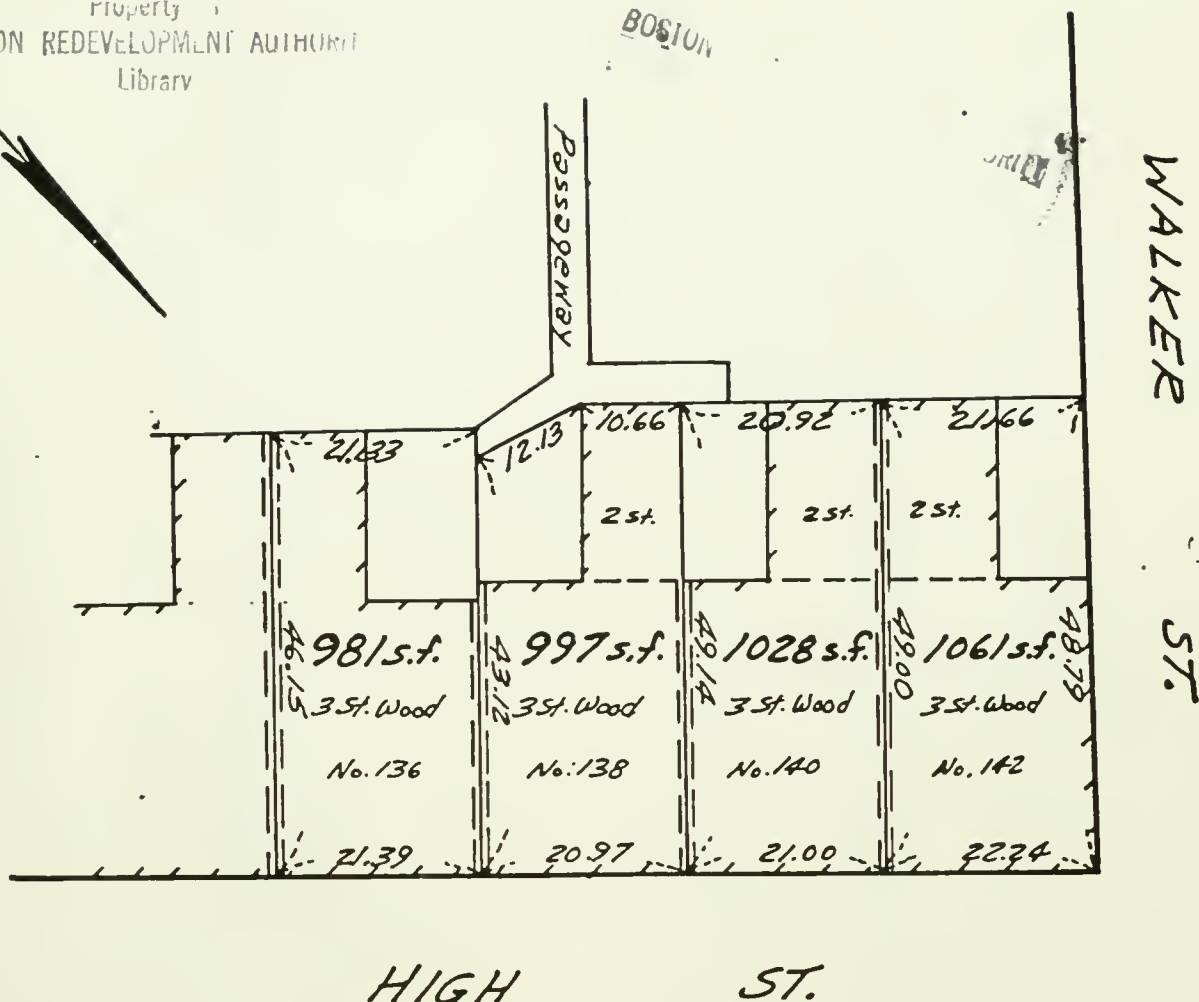 Property
ON REDEVELOPMENT AUTHORIT
Library
BOSTON
Passageway
WALKER ST.
21.33
12.13
10.66
20.92
21.66
2 st.
2 st.
2 st.
46.15
981 s.f.
43.12
997 s.f.
49.14
1028 s.f.
49.00
1061 s.f.
48.79
3 St. Wood
3 St. Wood
3 St. Wood
3 St. Wood
No. 136
No. 138
No. 140
No. 142
21.39
20.97
21.00
22.24
HIGH ST.